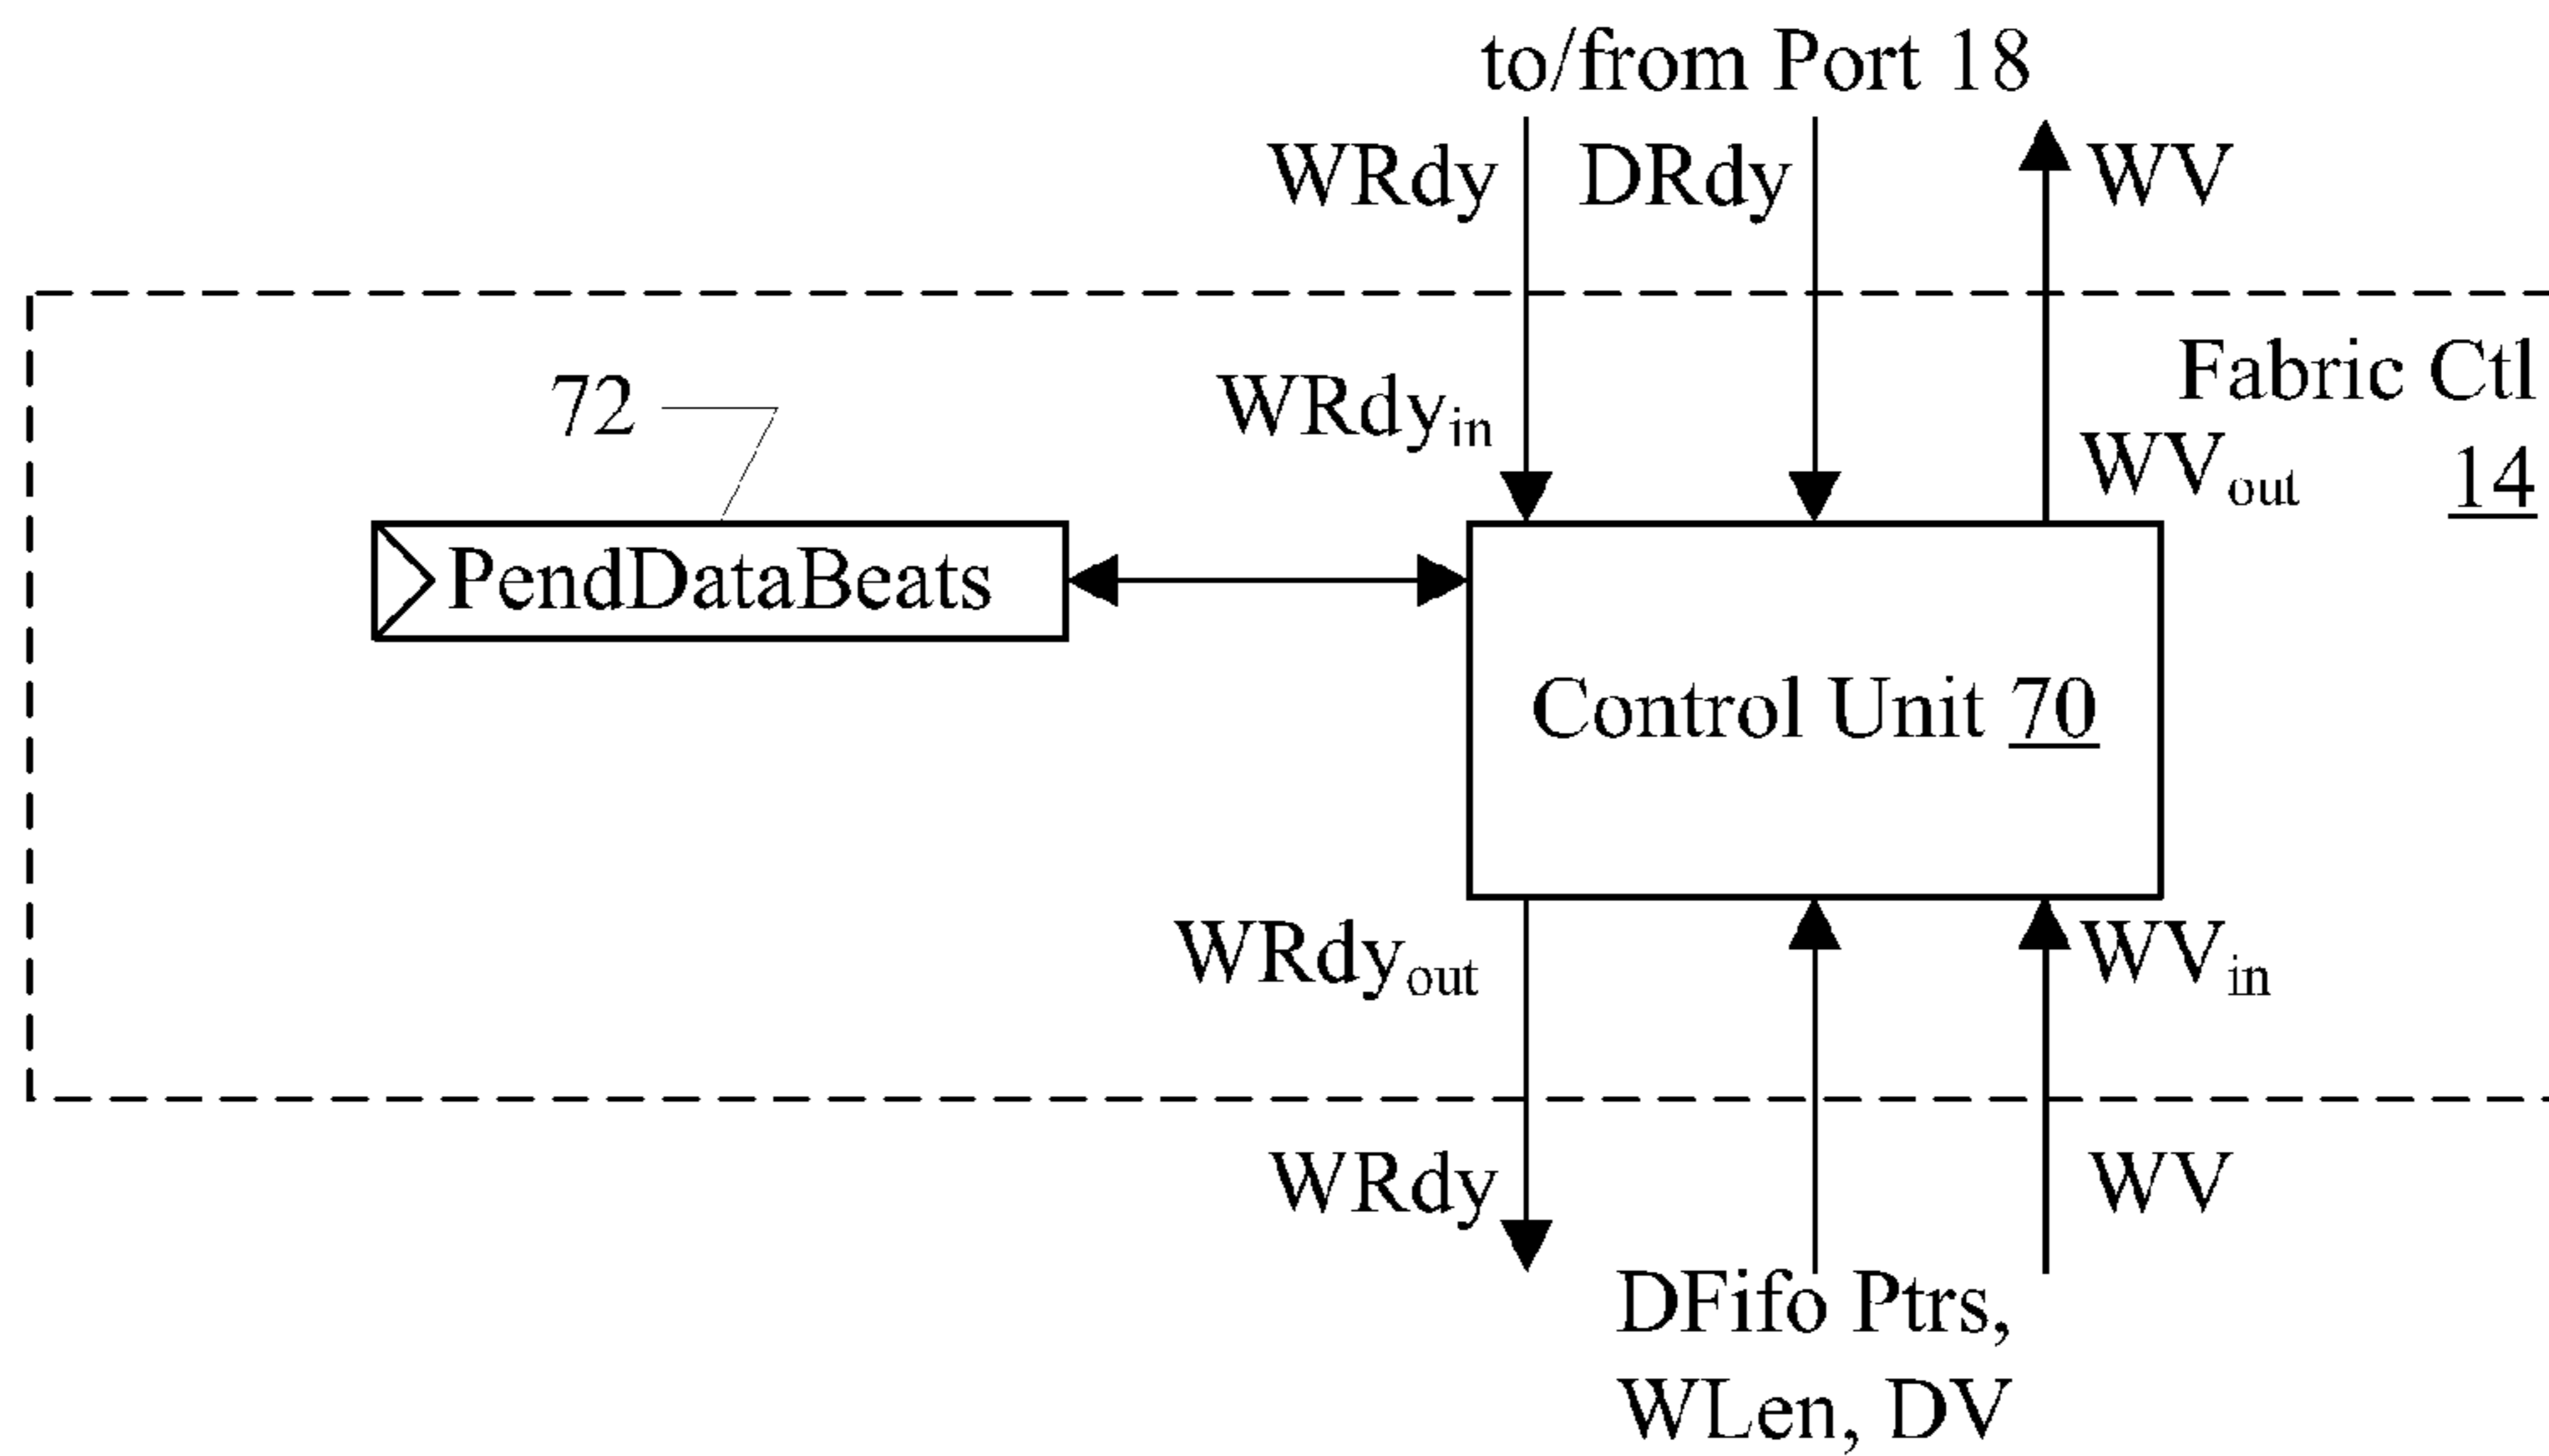 to/from Port 18
WRdy DRdy WV
Fabric Ctl
14
72
WRdyin
WVout
PendDataBeats
Control Unit 70
WRdyout
WVin
WRdy
WV
DFifo Ptrs,
WLen, DV